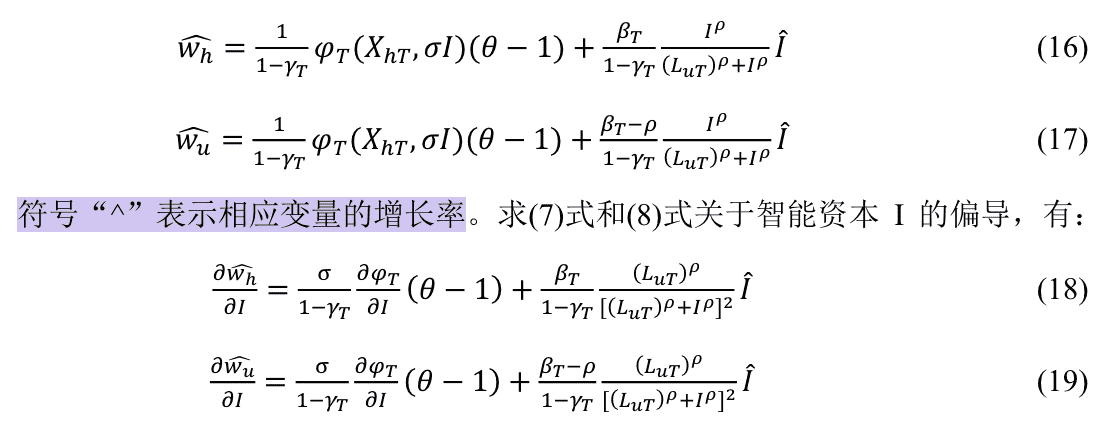 $\widehat{w_h} = \frac{1}{1-\gamma_T}\varphi_T(X_{hT}, \sigma I)(\theta - 1) + \frac{\beta_T}{1-\gamma_T}\frac{I^\rho}{(L_{uT})^\rho + I^\rho}\hat{I}$ (16)
$\widehat{w_u} = \frac{1}{1-\gamma_T}\varphi_T(X_{hT}, \sigma I)(\theta - 1) + \frac{\beta_T-\rho}{1-\gamma_T}\frac{I^\rho}{(L_{uT})^\rho + I^\rho}\hat{I}$ (17)
符号“^”表示相应变量的增长率。求(7)式和(8)式关于智能资本 I 的偏导，有：
$\frac{\partial \widehat{w_h}}{\partial I} = \frac{\sigma}{1-\gamma_T}\frac{\partial \varphi_T}{\partial I}(\theta - 1) + \frac{\beta_T}{1-\gamma_T}\frac{(L_{uT})^\rho}{[(L_{uT})^\rho + I^\rho]^2}\hat{I}$ (18)
$\frac{\partial \widehat{w_u}}{\partial I} = \frac{\sigma}{1-\gamma_T}\frac{\partial \varphi_T}{\partial I}(\theta - 1) + \frac{\beta_T-\rho}{1-\gamma_T}\frac{(L_{uT})^\rho}{[(L_{uT})^\rho + I^\rho]^2}\hat{I}$ (19)